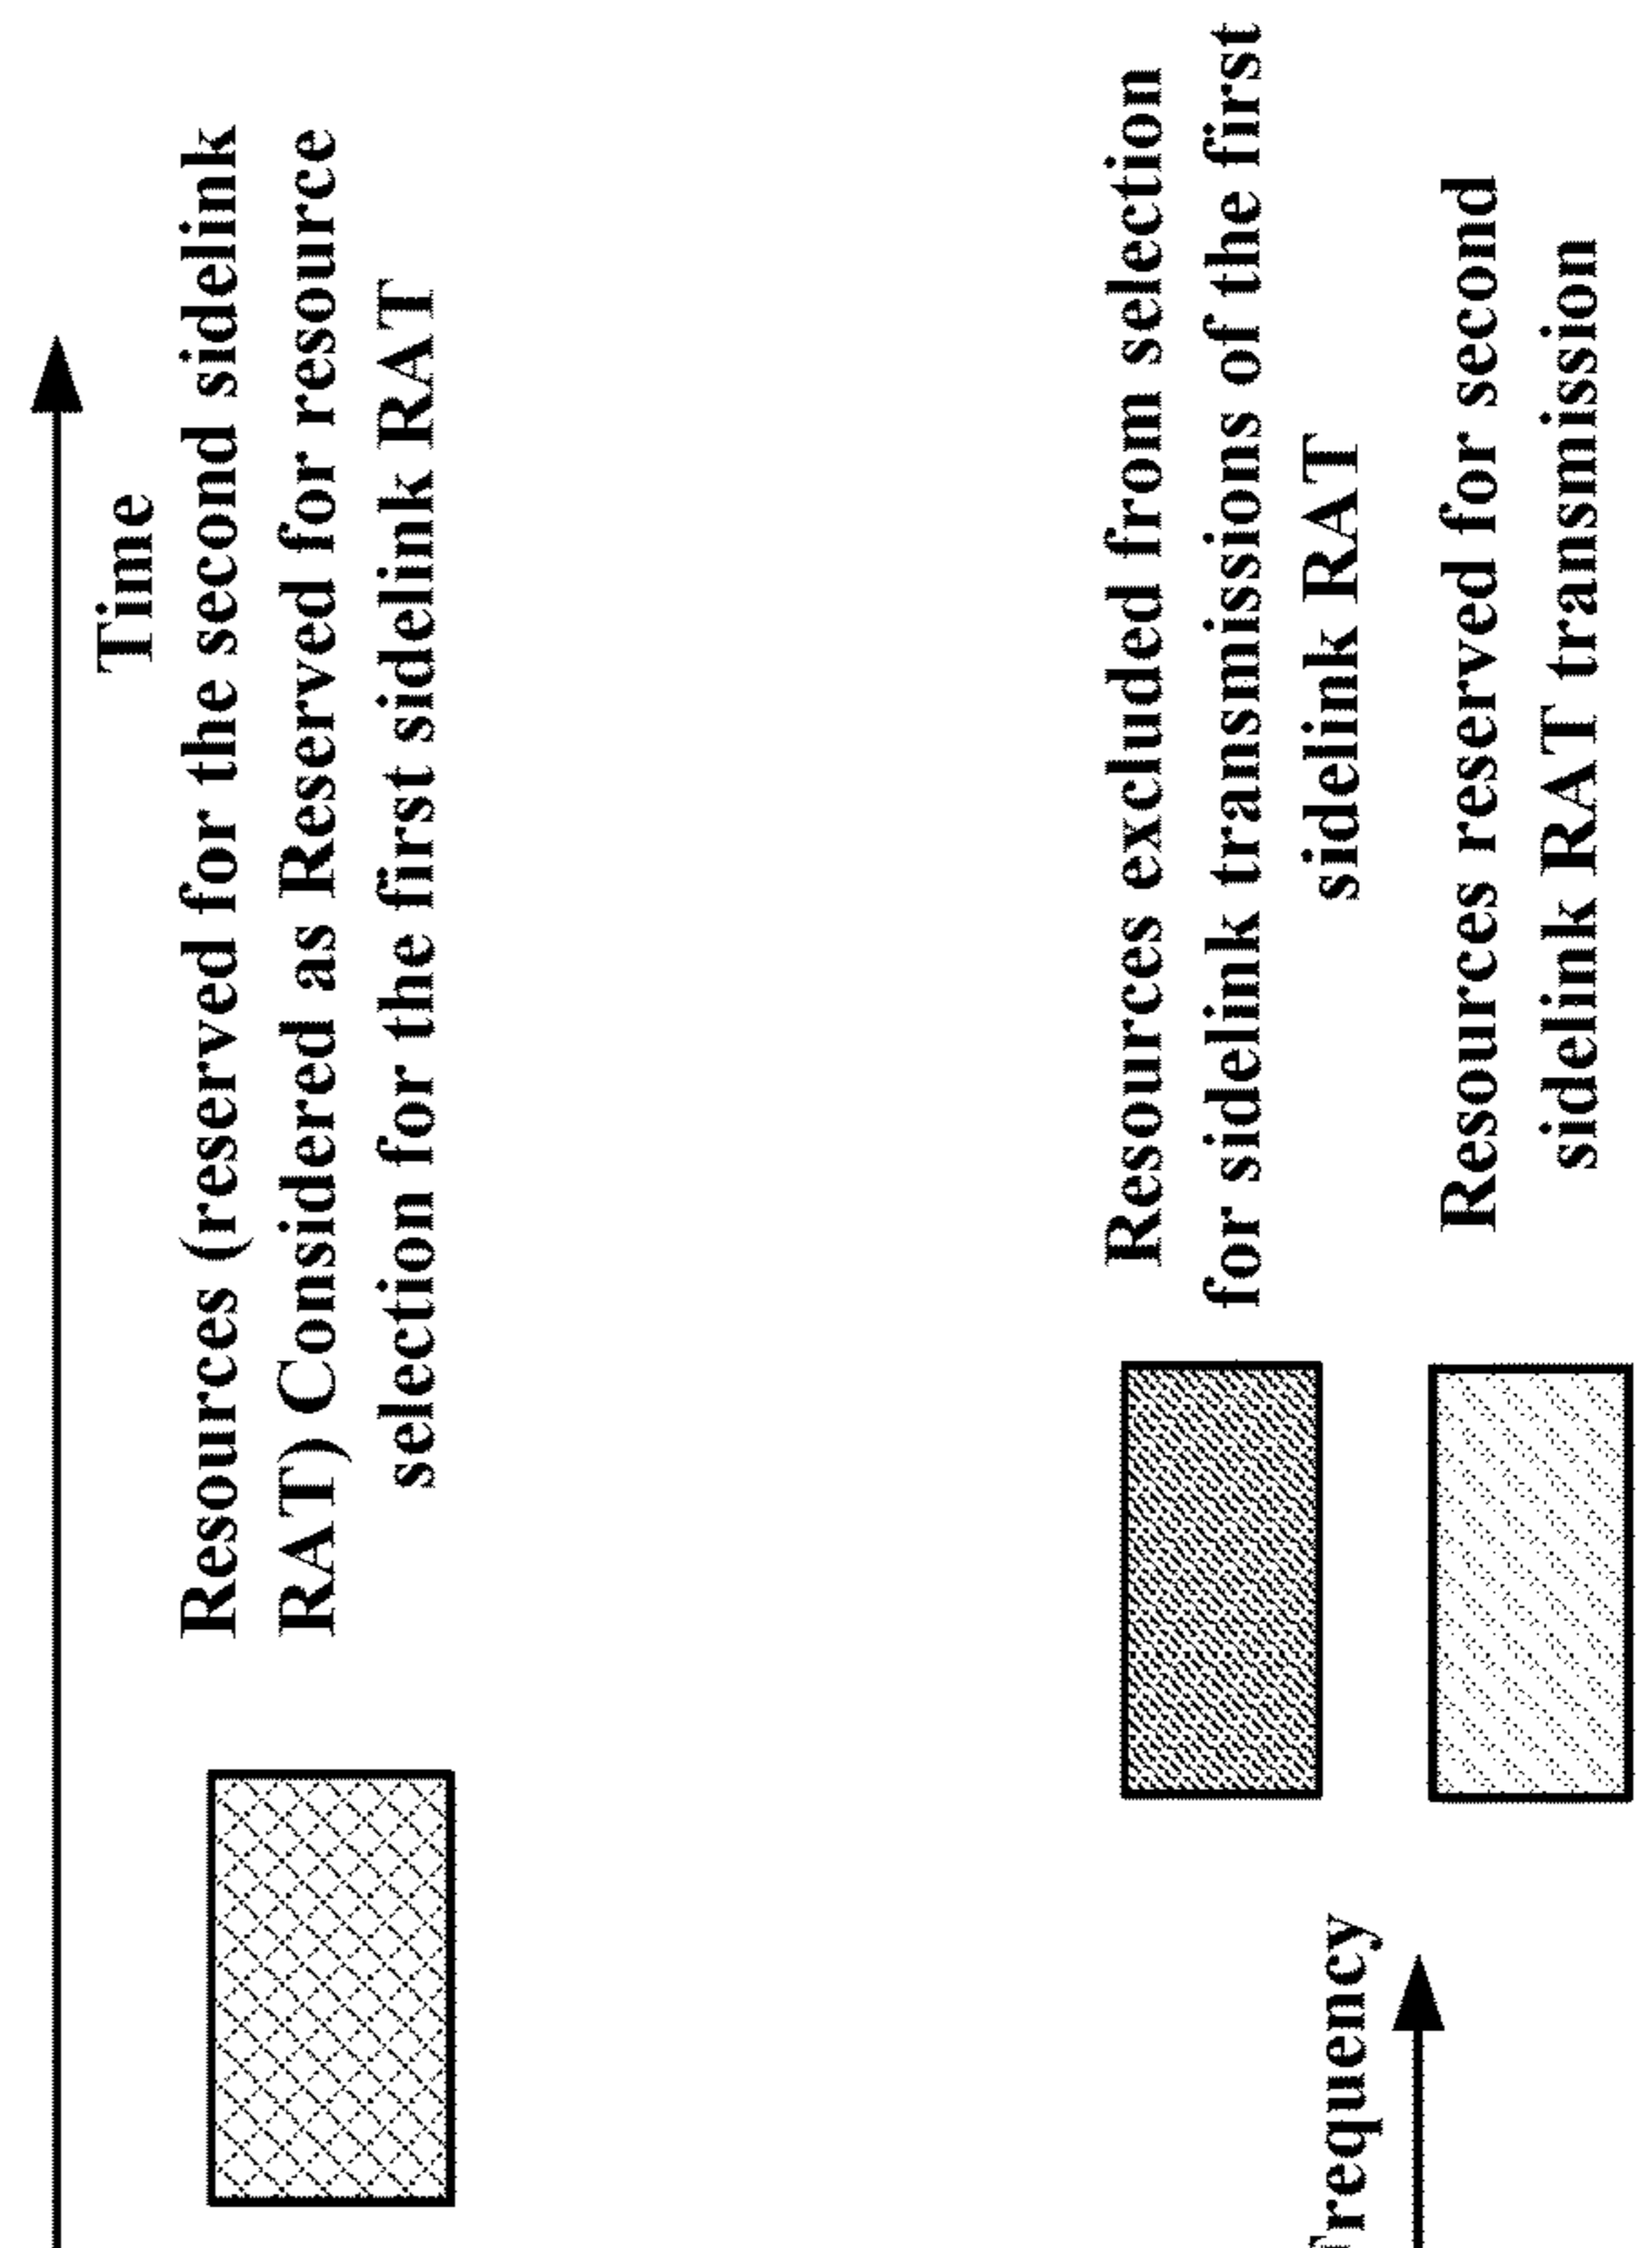 Time
Resources (reserved for the second sidelink
RAT) Considered as Reserved for resource
selection for the first sidelink RAT
Resources excluded from selection
for sidelink transmissions of the first
sidelink RAT
Resources reserved for second
sidelink RAT transmission